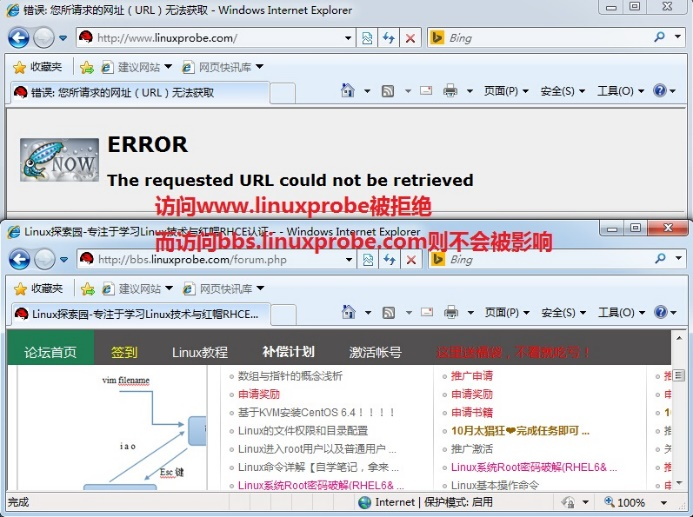 错误: 您所请求的网址（URL）无法获取 - Windows Internet Explorer
http://www.linuxprobe.com/
Bing
收藏夹 建议网站 网页快讯库
错误: 您所请求的网址（URL）无法获取
页面(P) 安全(S) 工具(O)
NOW
ERROR
The requested URL could not be retrieved
访问www.linuxprobe被拒绝
Linux探索园-专注于学习Linux技术与红帽RHCE认证 - - Windows Internet Explorer
而访问bbs.linuxprobe.com则不会被影响
http://bbs.linuxprobe.com/forum.php
Bing
收藏夹 建议网站 网页快讯库
Linux探索园-专注于学习Linux技术与红帽RHCE...
页面(P) 安全(S) 工具(O)
论坛首页 签到 Linux教程 补偿计划 激活帐号
vim filename
i a o
Esc 键
数组与指针的概念浅析
申请奖励
基于KVM安装CentOS 6.4！！！！
Linux的文件权限和目录配置
Linux进入root用户以及普通用户 ...
Linux命令详解【自学笔记，拿来 ...
Linux系统Root密码破解(RHEL6& ...
推广申请
申请奖励
申请书籍
10月太猖狂❤完成任务即可 ...
推广激活
Linux系统Root密码破解(RHEL6& ...
Linux基本操作命令
完成
Internet | 保护模式: 启用
100%